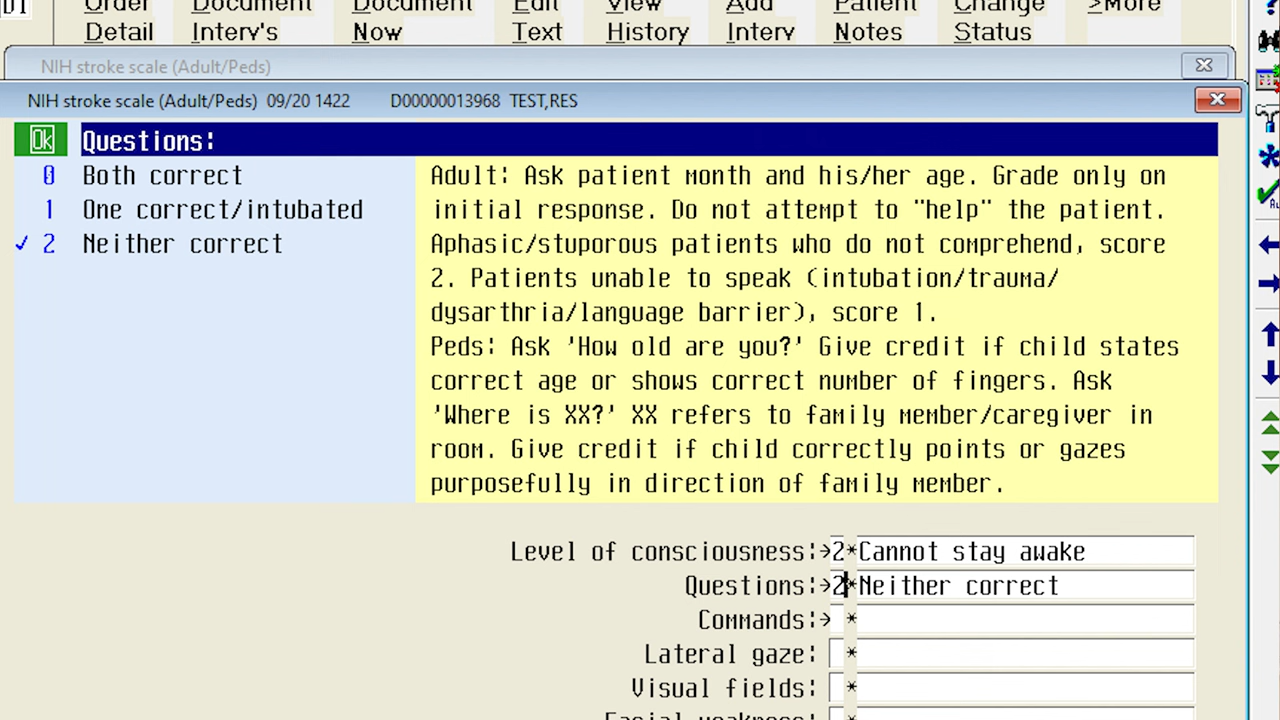 Order Document Document Edit View Add Patient Change >More
Detail Interv's Now Text History Interv Notes Status
NIH stroke scale (Adult/Peds)
NIH stroke scale (Adult/Peds) 09/20 1422 D00000013968 TEST,RES
Ok Questions:
0 Both correct
1 One correct/intubated
✓ 2 Neither correct
Adult: Ask patient month and his/her age. Grade only on
initial response. Do not attempt to "help" the patient.
Aphasic/stuporous patients who do not comprehend, score
2. Patients unable to speak (intubation/trauma/
dysarthria/language barrier), score 1.
Peds: Ask 'How old are you?' Give credit if child states
correct age or shows correct number of fingers. Ask
'Where is XX?' XX refers to family member/caregiver in
room. Give credit if child correctly points or gazes
purposefully in direction of family member.
Level of consciousness:→2*Cannot stay awake
Questions:→2*Neither correct
Commands:→ *
Lateral gaze: *
Visual fields: *
Facial weakness: *